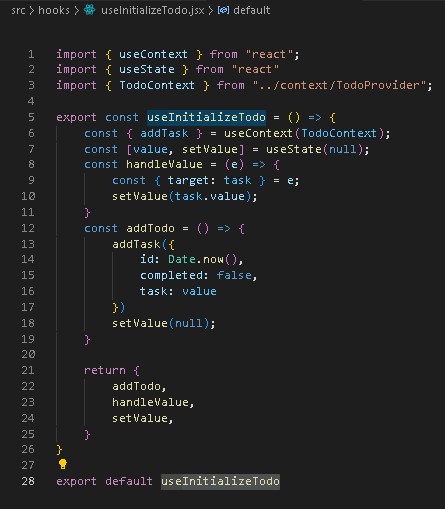 src > hooks > useInitializeTodo.jsx > default
1 import { useContext } from "react";
2 import { useState } from "react"
3 import { TodoContext } from "../context/TodoProvider";
4
5 export const useInitializeTodo = () => {
6     const { addTask } = useContext(TodoContext);
7     const [value, setValue] = useState(null);
8     const handleValue = (e) => {
9         const { target: task } = e;
10         setValue(task.value);
11     }
12     const addTodo = () => {
13         addTask({
14             id: Date.now(),
15             completed: false,
16             task: value
17         })
18         setValue(null);
19     }
20
21     return {
22         addTodo,
23         handleValue,
24         setValue,
25     }
26 }
27
28 export default useInitializeTodo